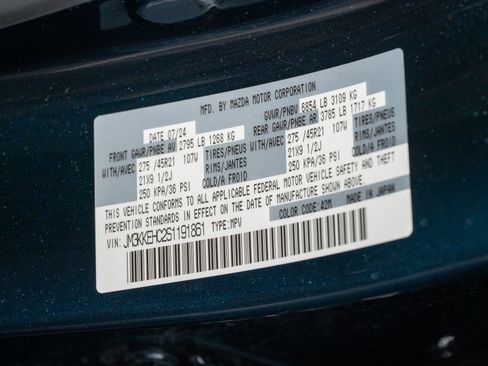 MFD. BY MAZDA MOTOR CORPORATION
DATE 07/24 GVWR/PNBV 6854 LB 3109 KG
FRONT GAWR/PNBE AV 2795 LB 1268 KG REAR GAWR/PNBE AR 3785 LB 1717 KG
WITH/AVEC 275 /45R21 107W TIRES/PNEUS WITH/AVEC 275 /45R21 107W TIRES/PNEUS
21X9 1/2J RIMS/JANTES 21X9 1/2J RIMS/JANTES
250 KPA/36 PSI COLD/A FROID 250 KPA/36 PSI COLD/A FROID
THIS VEHICLE CONFORMS TO ALL APPLICABLE FEDERAL MOTOR VEHICLE SAFETY AND THEFT
PREVENTION STANDARDS IN EFFECT ON THE DATE OF MANUFACTURE SHOWN ABOVE.
COLOR CODE: 42M MADE IN JAPAN
VIN: JM3KKEHC2S1191861 TYPE: MPV